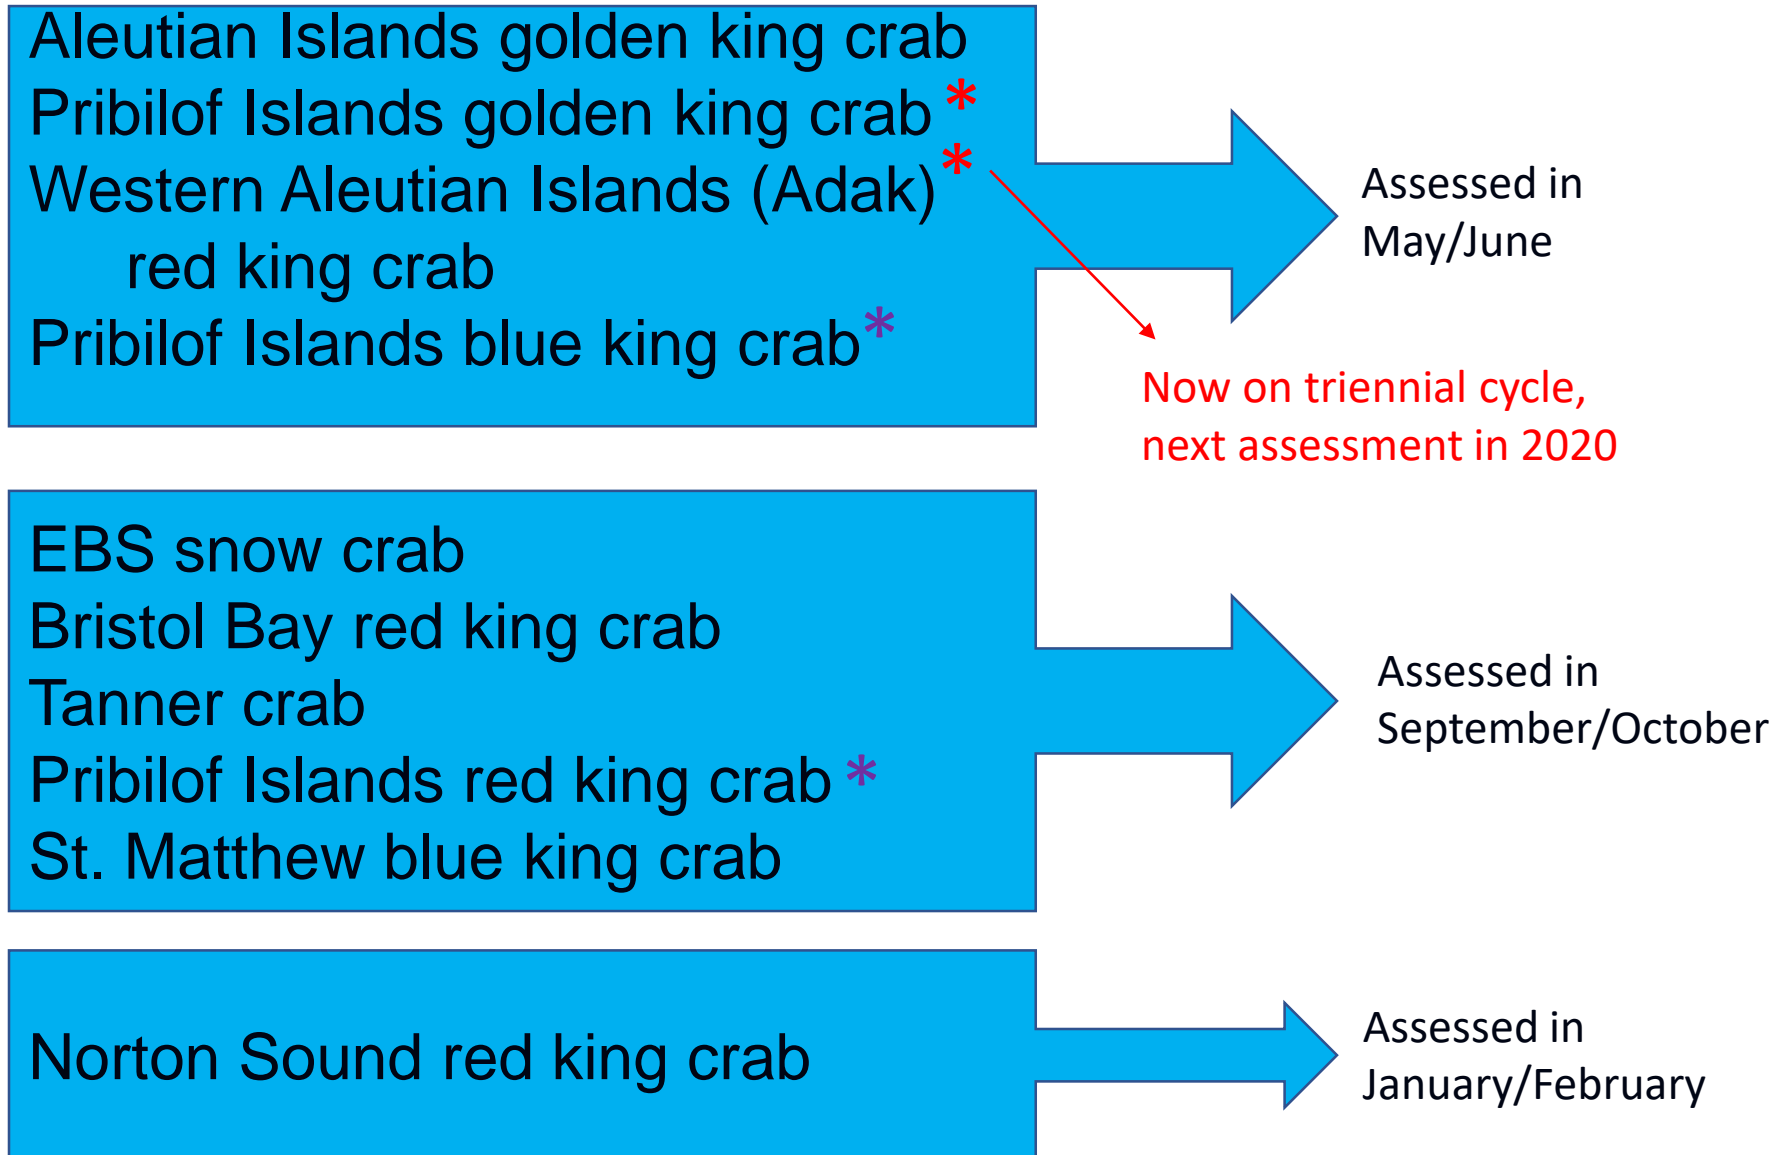 Aleutian Islands golden king crab
Pribilof Islands golden king crab *
Western Aleutian Islands (Adak)*
red king crab
Pribilof Islands blue king crab*
Assessed in
May/June
Now on triennial cycle,
next assessment in 2020
EBS snow crab
Bristol Bay red king crab
Tanner crab
Pribilof Islands red king crab *
St. Matthew blue king crab
Assessed in
September/October
Norton Sound red king crab
Assessed in
January/February